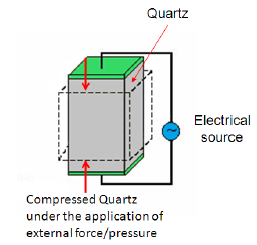 Quartz
Electrical
source
Compressed Quartz
under the application of
external force/pressure